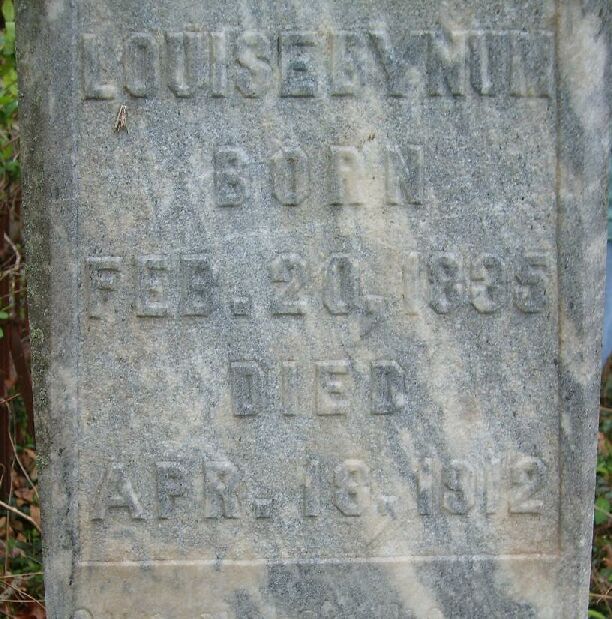 LOUISE BYNUM
BORN
FEB. 20. 1835
DIED
APR. 18. 1912